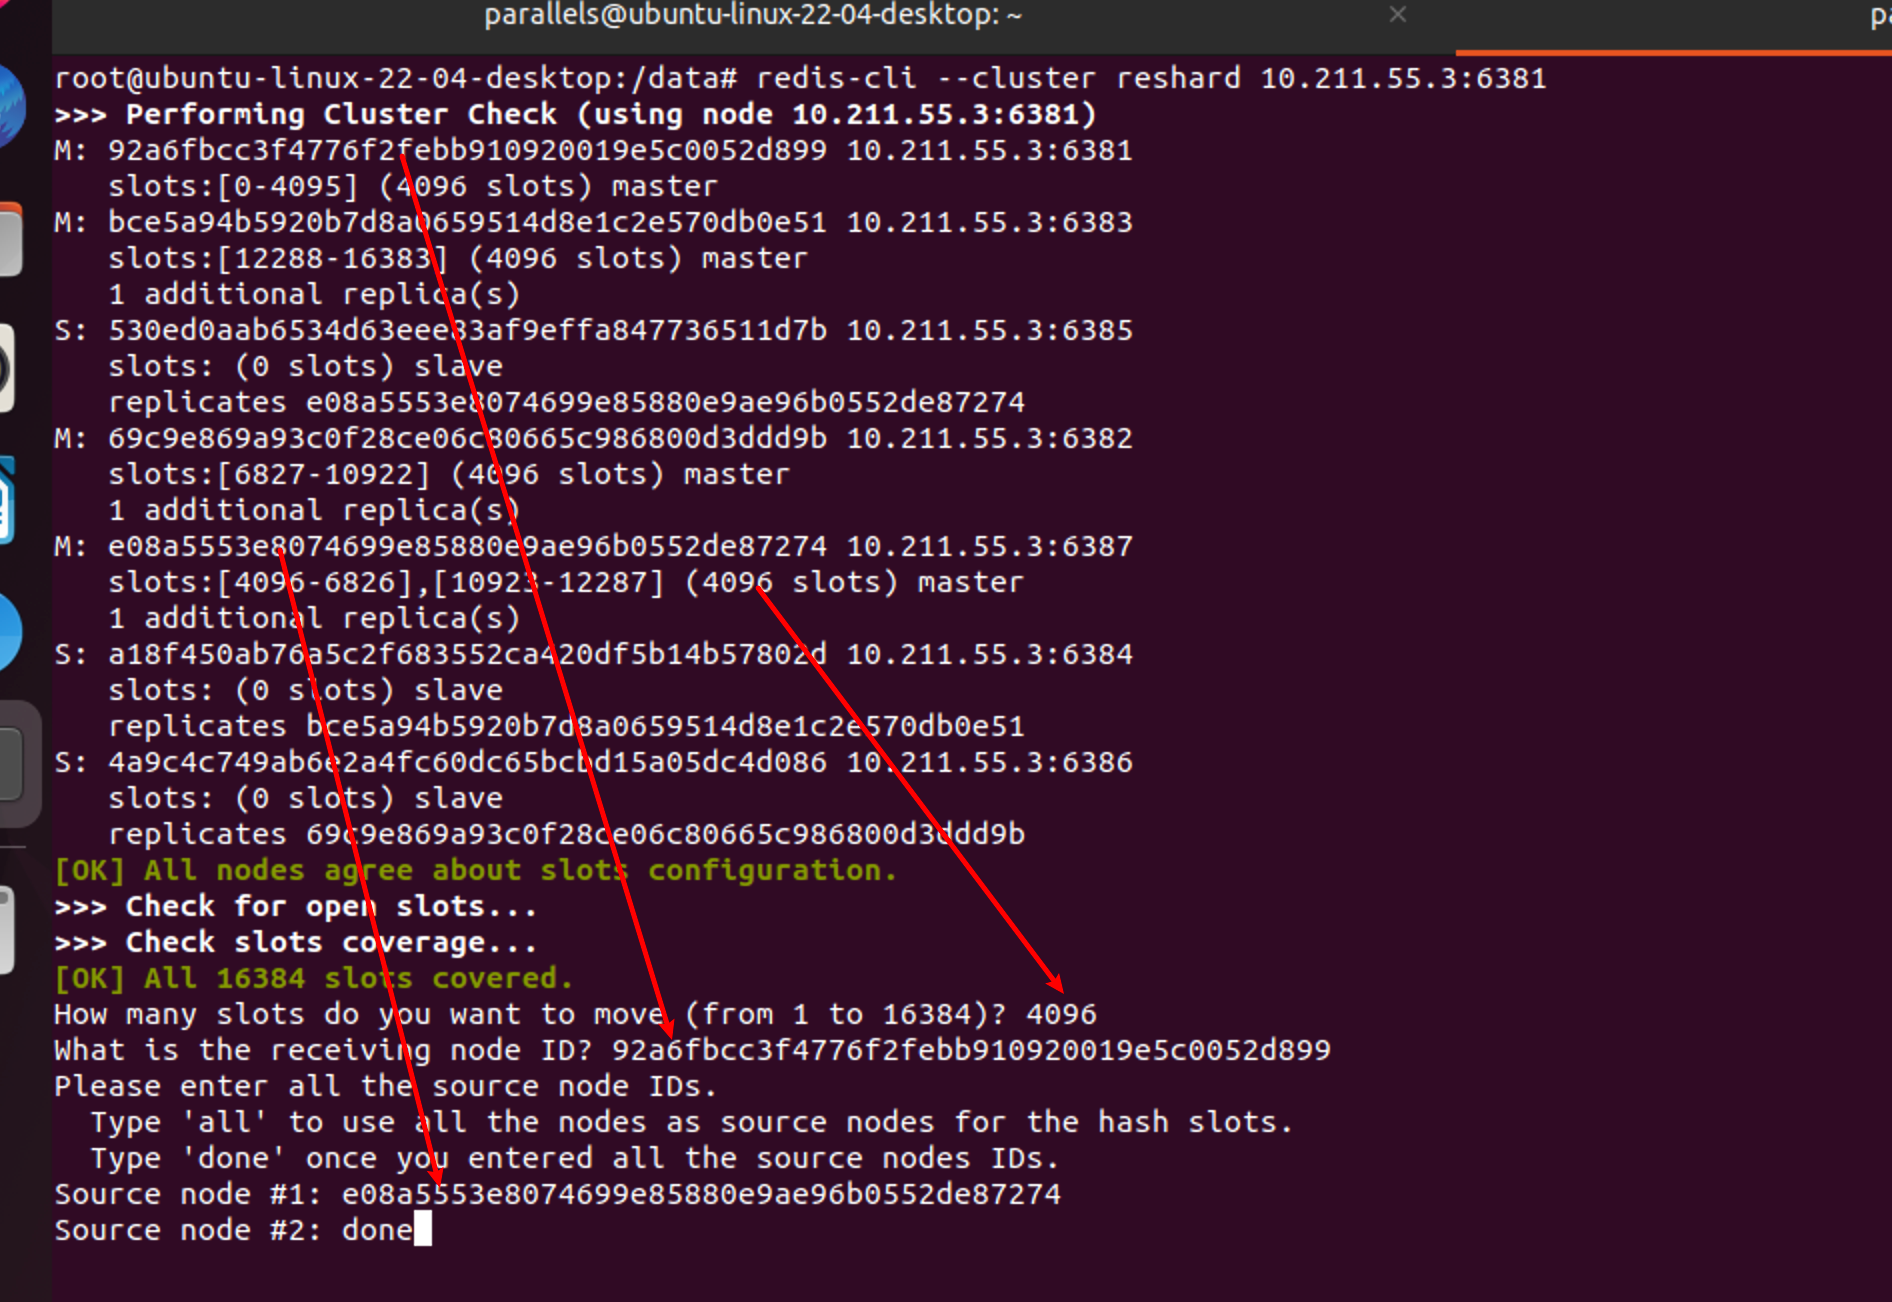 parallels@ubuntu-linux-22-04-desktop: ~
root@ubuntu-linux-22-04-desktop:/data# redis-cli --cluster reshard 10.211.55.3:6381
>>> Performing Cluster Check (using node 10.211.55.3:6381)
M: 92a6fbcc3f4776f2febb910920019e5c0052d899 10.211.55.3:6381
   slots:[0-4095] (4096 slots) master
M: bce5a94b5920b7d8a0659514d8e1c2e570db0e51 10.211.55.3:6383
   slots:[12288-16383] (4096 slots) master
   1 additional replica(s)
S: 530ed0aab6534d63eee83af9effa847736511d7b 10.211.55.3:6385
   slots: (0 slots) slave
   replicates e08a5553e8074699e85880e9ae96b0552de87274
M: 69c9e869a93c0f28ce06c80665c986800d3ddd9b 10.211.55.3:6382
   slots:[6827-10922] (4096 slots) master
   1 additional replica(s)
M: e08a5553e8074699e85880e9ae96b0552de87274 10.211.55.3:6387
   slots:[4096-6826],[10923-12287] (4096 slots) master
   1 additional replica(s)
S: a18f450ab76a5c2f683552ca420df5b14b57802d 10.211.55.3:6384
   slots: (0 slots) slave
   replicates bce5a94b5920b7d8a0659514d8e1c2e570db0e51
S: 4a9c4c749ab6e2a4fc60dc65bcbd15a05dc4d086 10.211.55.3:6386
   slots: (0 slots) slave
   replicates 69c9e869a93c0f28ce06c80665c986800d3ddd9b
[OK] All nodes agree about slots configuration.
>>> Check for open slots...
>>> Check slots coverage...
[OK] All 16384 slots covered.
How many slots do you want to move (from 1 to 16384)? 4096
What is the receiving node ID? 92a6fbcc3f4776f2febb910920019e5c0052d899
Please enter all the source node IDs.
  Type 'all' to use all the nodes as source nodes for the hash slots.
  Type 'done' once you entered all the source nodes IDs.
Source node #1: e08a5553e8074699e85880e9ae96b0552de87274
Source node #2: done